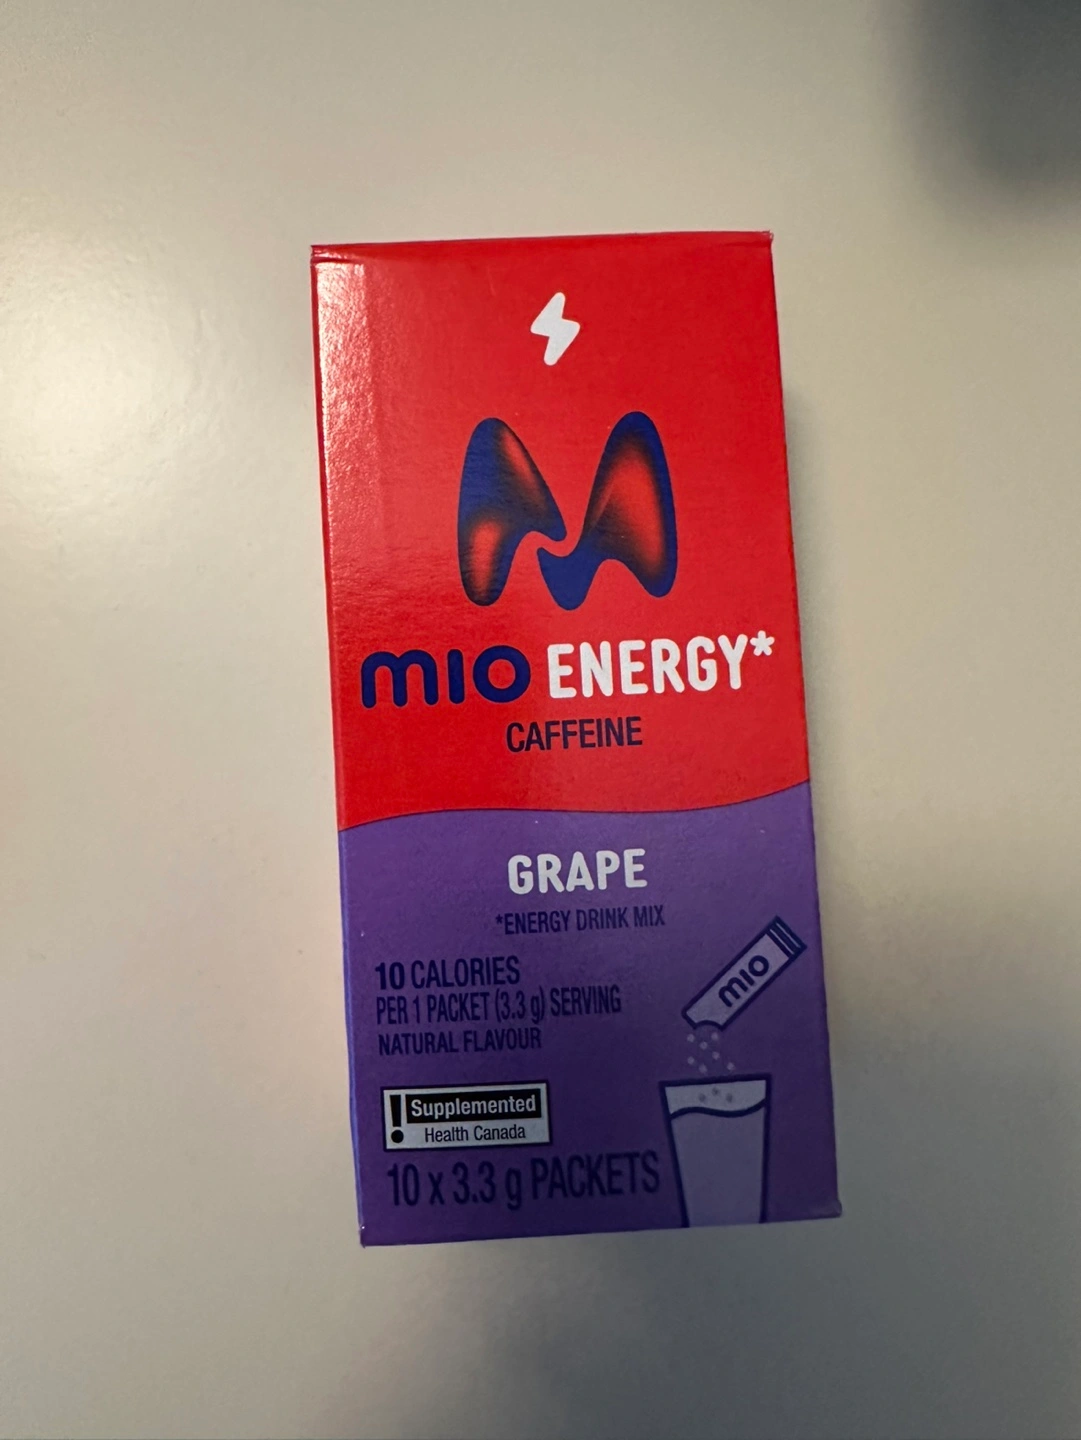 mio ENERGY*
CAFFEINE
GRAPE
*ENERGY DRINK MIX
10 CALORIES
PER 1 PACKET (3.3 g) SERVING
NATURAL FLAVOUR
mio
! Supplemented
Health Canada
10 x 3.3 g PACKETS